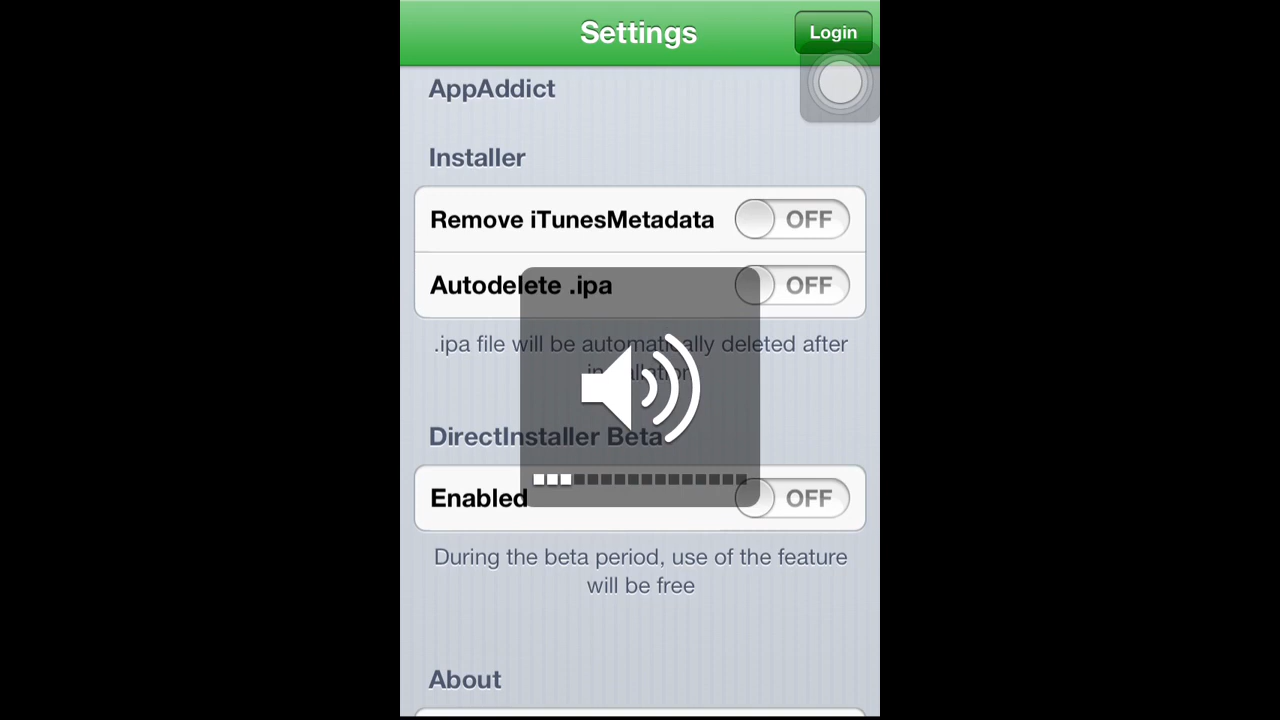 Settings
Login
AppAddict
Installer
Remove iTunesMetadata OFF
Autodelete .ipa OFF
.ipa file will be automatically deleted after
installation
DirectInstaller Beta
Enabled OFF
During the beta period, use of the feature
will be free
About